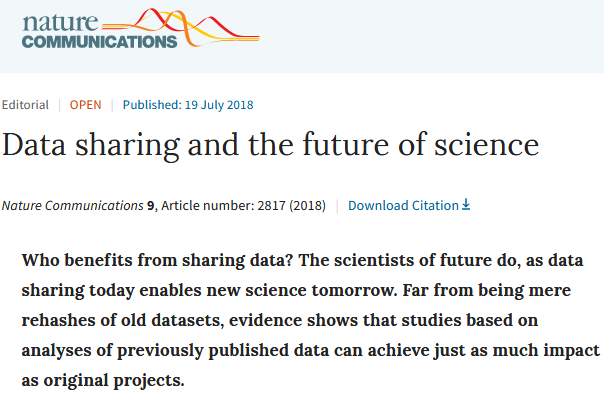 nature
COMMUNICATIONS
Editorial | OPEN | Published: 19 July 2018
Data sharing and the future of science
Nature Communications 9, Article number: 2817 (2018) | Download Citation
Who benefits from sharing data? The scientists of future do, as data
sharing today enables new science tomorrow. Far from being mere
rehashes of old datasets, evidence shows that studies based on
analyses of previously published data can achieve just as much impact
as original projects.